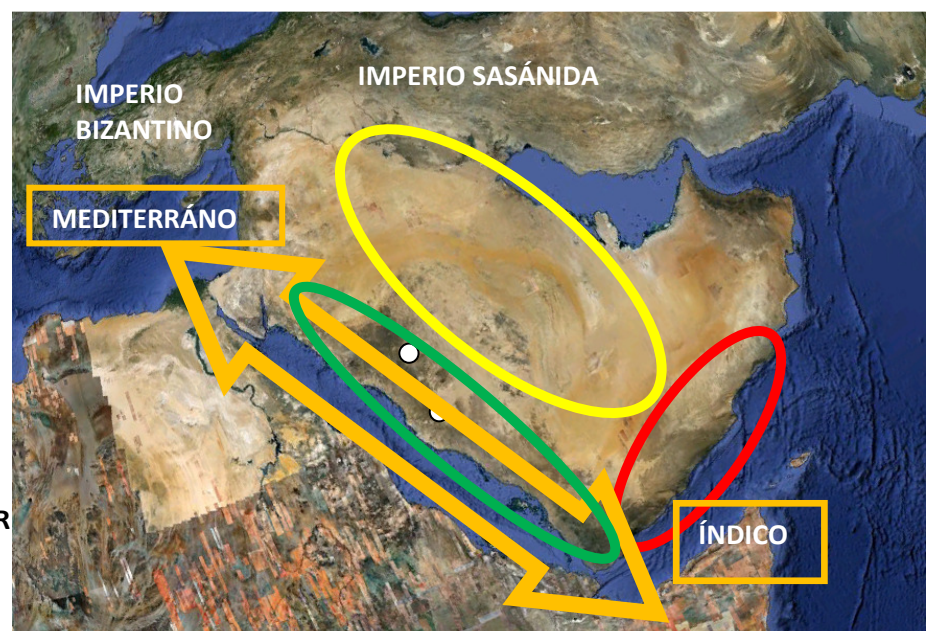 IMPERIO SASÁNIDA
IMPERIO
BIZANTINO
MEDITERRÁNO
R
ÍNDICO